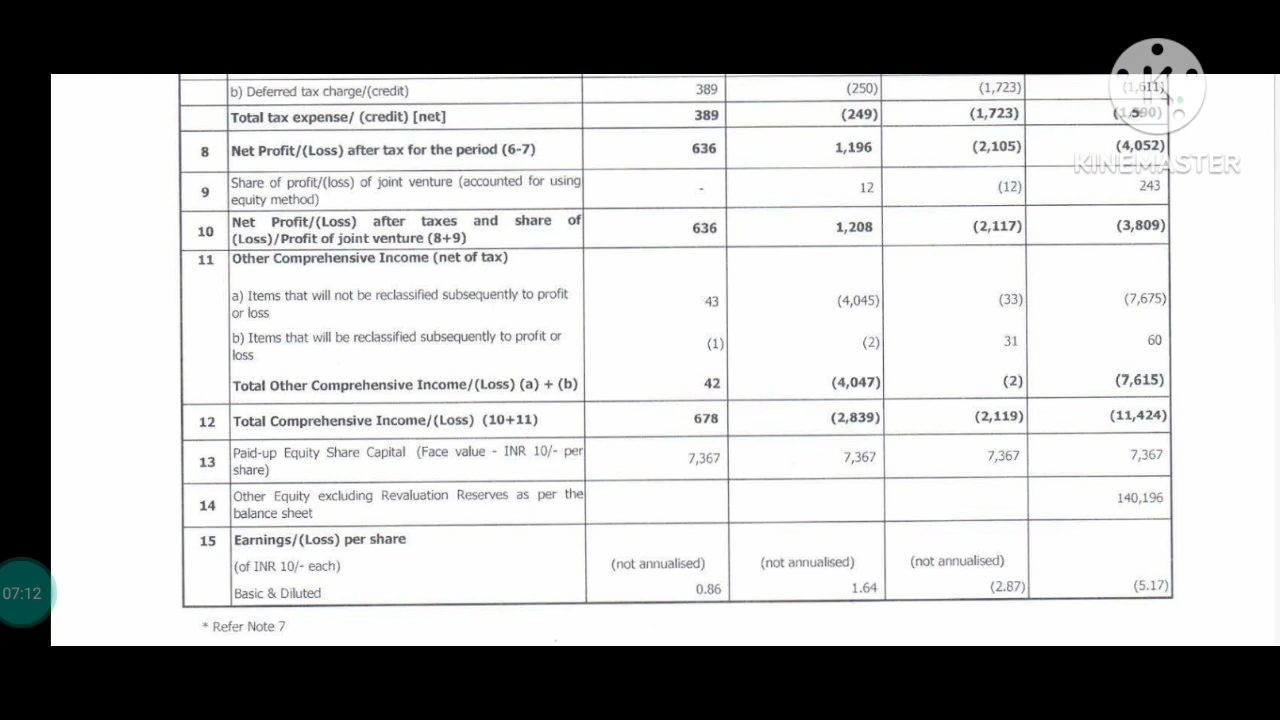 b) Deferred tax charge/(credit) 389 (250) (1,723) (1,611)
Total tax expense/ (credit) [net] 389 (249) (1,723) (1,590)
8 Net Profit/(Loss) after tax for the period (6-7) 636 1,196 (2,105) (4,052)
KINEMASTER
9 Share of profit/(loss) of joint venture (accounted for using
equity method) - 12 (12) 243
10 Net Profit/(Loss) after taxes and share of
(Loss)/Profit of joint venture (8+9) 636 1,208 (2,117) (3,809)
11 Other Comprehensive Income (net of tax)
a) Items that will not be reclassified subsequently to profit
or loss 43 (4,045) (33) (7,675)
b) Items that will be reclassified subsequently to profit or
loss (1) (2) 31 60
Total Other Comprehensive Income/(Loss) (a) + (b) 42 (4,047) (2) (7,615)
12 Total Comprehensive Income/(Loss) (10+11) 678 (2,839) (2,119) (11,424)
13 Paid-up Equity Share Capital (Face value - INR 10/- per
share) 7,367 7,367 7,367 7,367
14 Other Equity excluding Revaluation Reserves as per the
balance sheet 140,196
15 Earnings/(Loss) per share
(of INR 10/- each) (not annualised) (not annualised) (not annualised)
07:12
Basic & Diluted 0.86 1.64 (2.87) (5.17)
* Refer Note 7